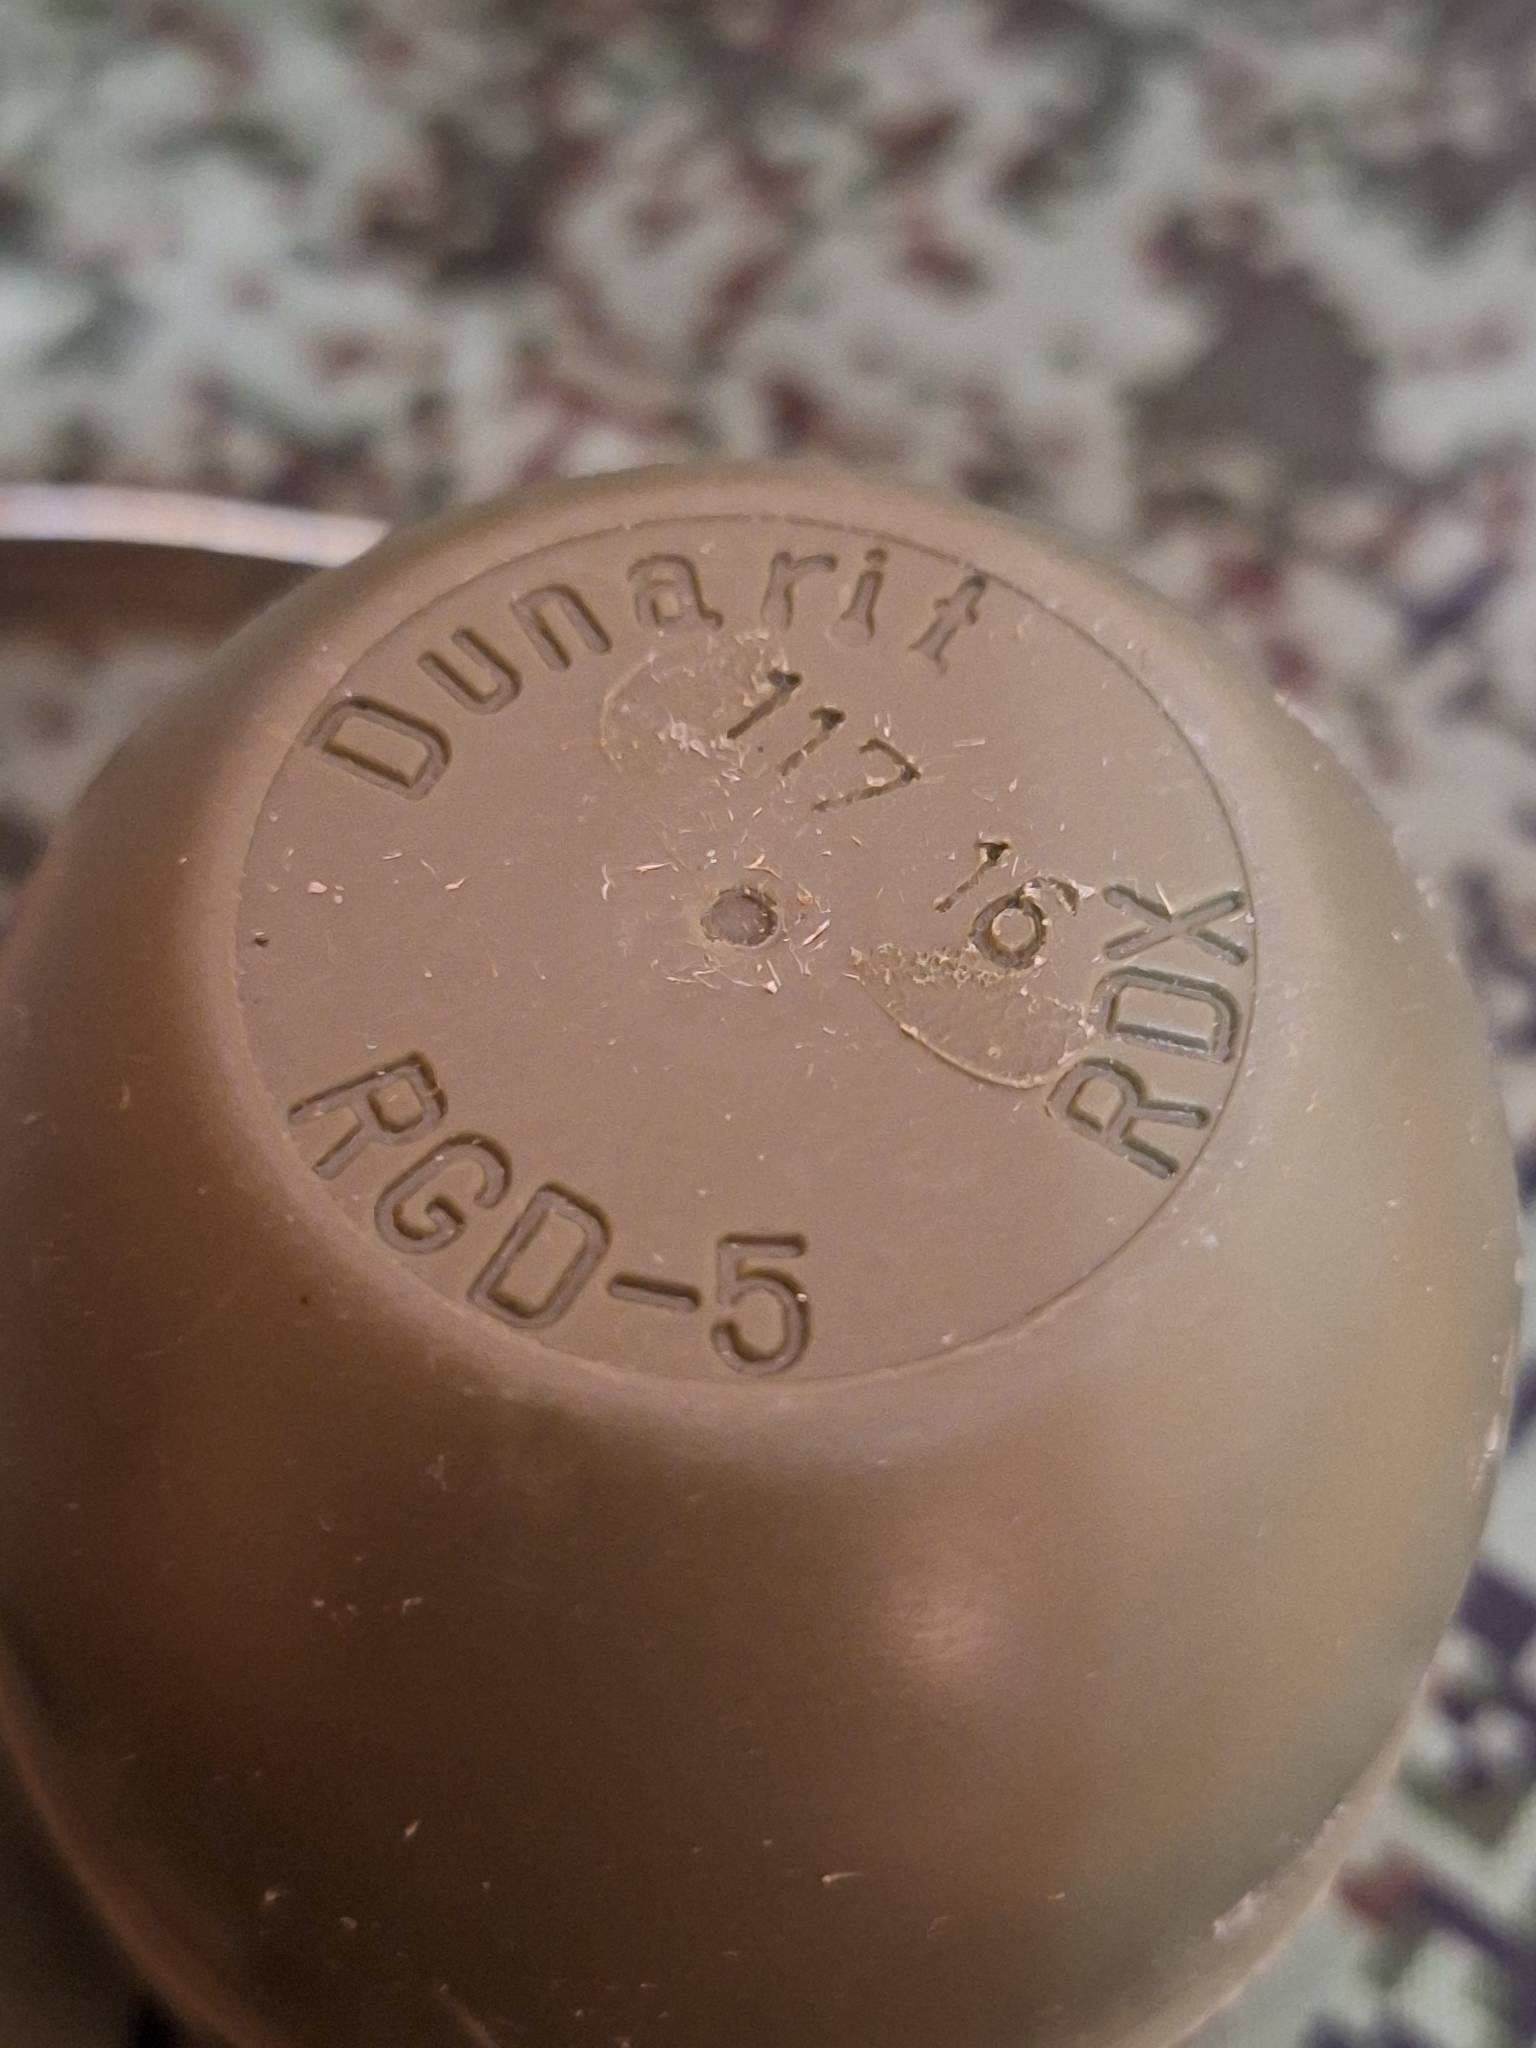 Dunarit
117
16
RDX
RGD-5